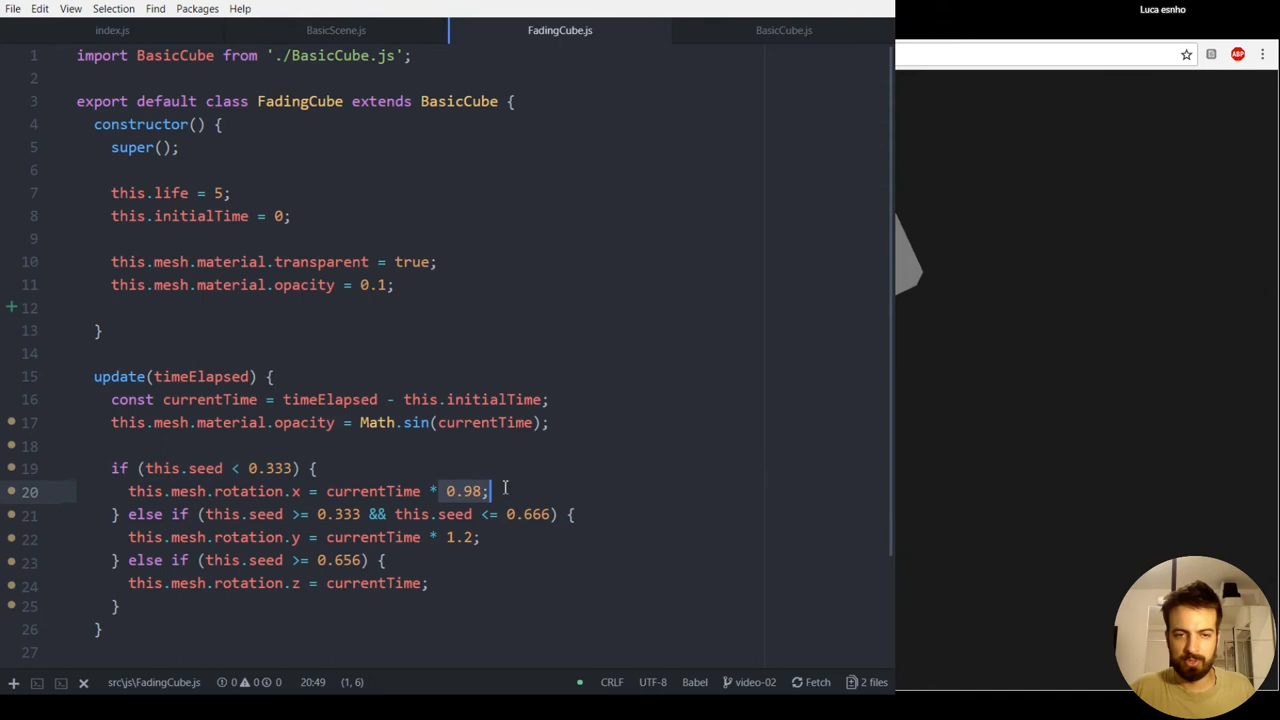 File Edit View Selection Find Packages Help
Luca esnho
index.js BasicScene.js FadingCube.js BasicCube.js
ABP
1 import BasicCube from './BasicCube.js';
2
3 export default class FadingCube extends BasicCube {
4 constructor() {
5 super();
6
7 this.life = 5;
8 this.initialTime = 0;
9
10 this.mesh.material.transparent = true;
11 this.mesh.material.opacity = 0.1;
12
13 }
14
15 update(timeElapsed) {
16 const currentTime = timeElapsed - this.initialTime;
17 this.mesh.material.opacity = Math.sin(currentTime);
18
19 if (this.seed < 0.333) {
20 this.mesh.rotation.x = currentTime * 0.98;
21 } else if (this.seed >= 0.333 && this.seed <= 0.666) {
22 this.mesh.rotation.y = currentTime * 1.2;
23 } else if (this.seed >= 0.656) {
24 this.mesh.rotation.z = currentTime;
25 }
26 }
27
src\js\FadingCube.js 0 0 0 20:49 (1, 6) CRLF UTF-8 Babel video-02 Fetch 2 files